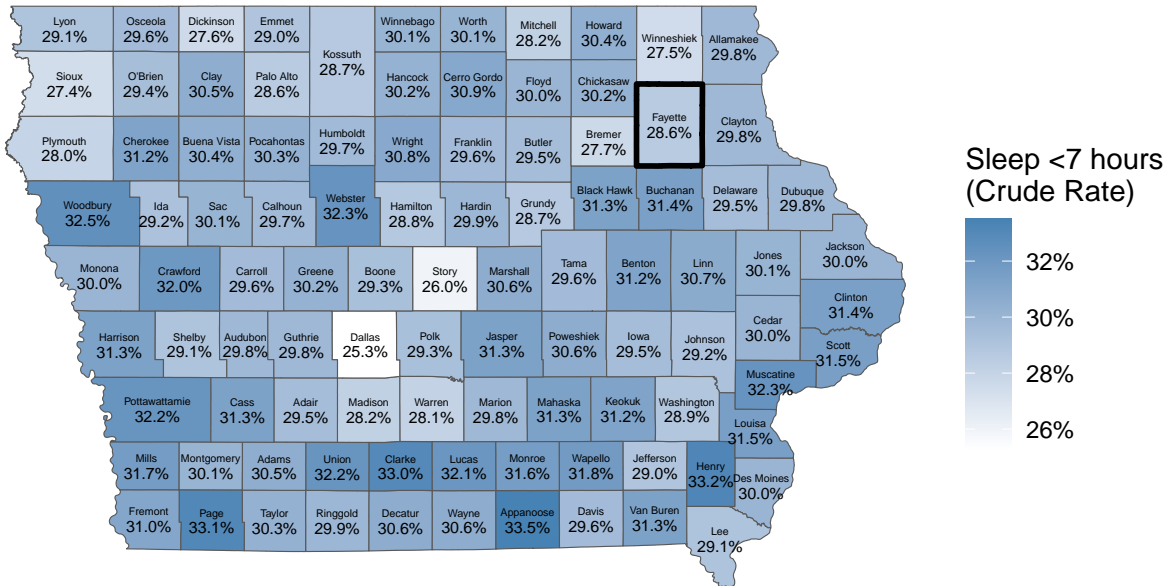 Lyon
29.1%
Osceola
29.6%
Dickinson
27.6%
Emmet
29.0%
Kossuth
28.7%
Winnebago
30.1%
Worth
30.1%
Mitchell
28.2%
Howard
30.4%
Winneshiek
27.5%
Allamakee
29.8%
Sioux
27.4%
O'Brien
29.4%
Clay
30.5%
Palo Alto
28.6%
Hancock
30.2%
Cerro Gordo
30.9%
Floyd
30.0%
Chickasaw
30.2%
Fayette
28.6%
Clayton
29.8%
Plymouth
28.0%
Cherokee
31.2%
Buena Vista
30.4%
Pocahontas
30.3%
Humboldt
29.7%
Wright
30.8%
Franklin
29.6%
Butler
29.5%
Bremer
27.7%
Woodbury
32.5%
Ida
29.2%
Sac
30.1%
Calhoun
29.7%
Webster
32.3%
Hamilton
28.8%
Hardin
29.9%
Grundy
28.7%
Black Hawk
31.3%
Buchanan
31.4%
Delaware
29.5%
Dubuque
29.8%
Monona
30.0%
Crawford
32.0%
Carroll
29.6%
Greene
30.2%
Boone
29.3%
Story
26.0%
Marshall
30.6%
Tama
29.6%
Benton
31.2%
Linn
30.7%
Jones
30.1%
Jackson
30.0%
Clinton
31.4%
Harrison
31.3%
Shelby
29.1%
Audubon
29.8%
Guthrie
29.8%
Dallas
25.3%
Polk
29.3%
Jasper
31.3%
Poweshiek
30.6%
Iowa
29.5%
Johnson
29.2%
Cedar
30.0%
Scott
31.5%
Muscatine
32.3%
Pottawattamie
32.2%
Cass
31.3%
Adair
29.5%
Madison
28.2%
Warren
28.1%
Marion
29.8%
Mahaska
31.3%
Keokuk
31.2%
Washington
28.9%
Louisa
31.5%
Mills
31.7%
Montgomery
30.1%
Adams
30.5%
Union
32.2%
Clarke
33.0%
Lucas
32.1%
Monroe
31.6%
Wapello
31.8%
Jefferson
29.0%
Henry
33.2%
Des Moines
30.0%
Fremont
31.0%
Page
33.1%
Taylor
30.3%
Ringgold
29.9%
Decatur
30.6%
Wayne
30.6%
Appanoose
33.5%
Davis
29.6%
Van Buren
31.3%
Lee
29.1%
Sleep <7 hours
(Crude Rate)
32%
30%
28%
26%